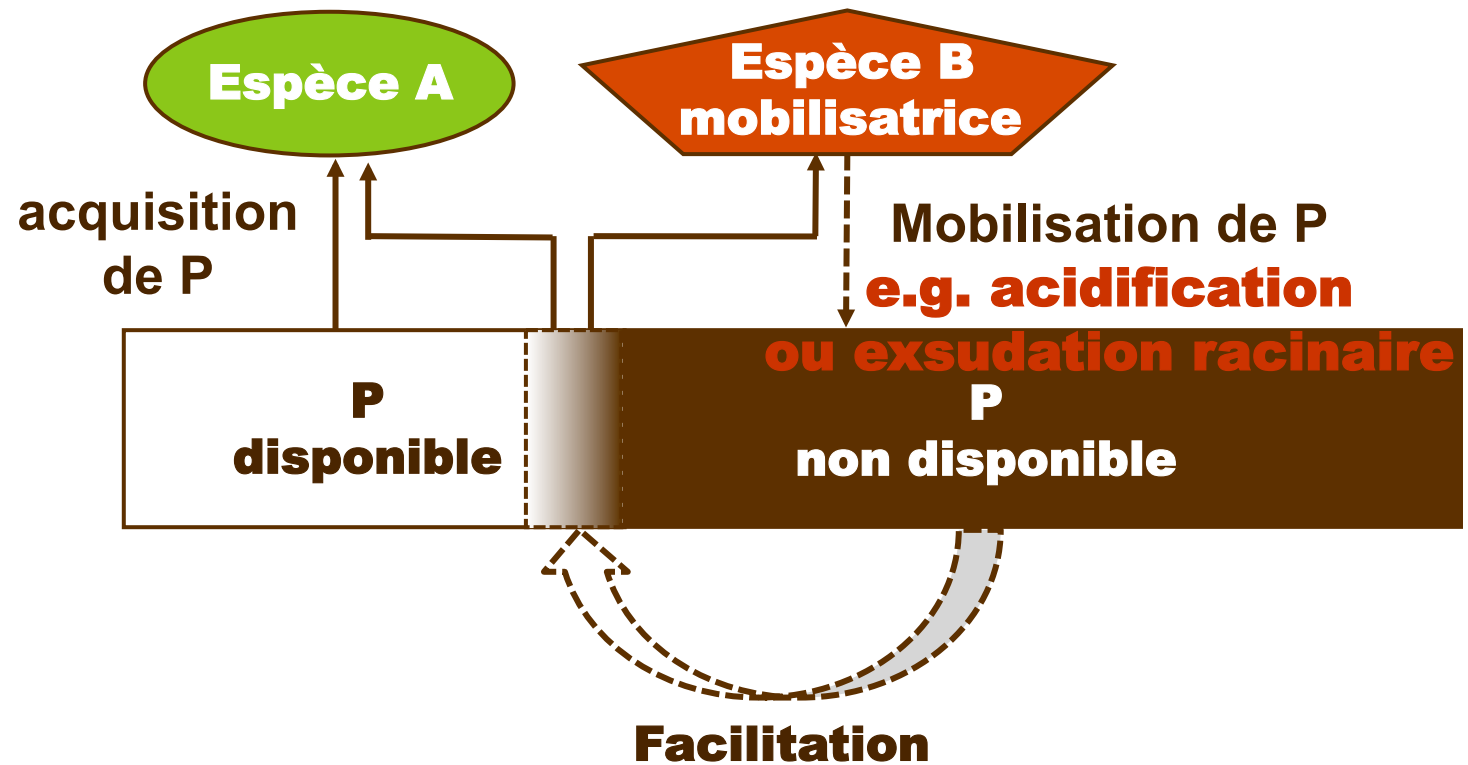 Espèce A
Espèce B
mobilisatrice
acquisition
de P
Mobilisation de P
e.g. acidification
ou exsudation racinaire
P
disponible
P
non disponible
Facilitation